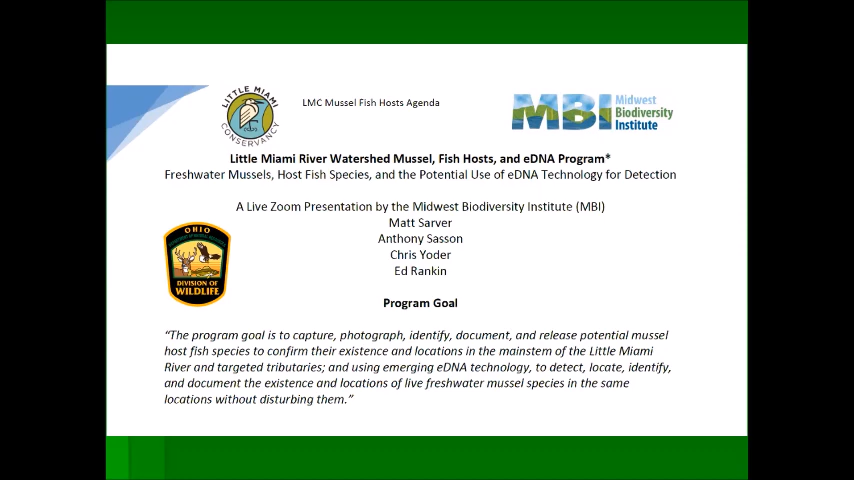 LITTLE MIAMI
CONSERVANCY
LMC Mussel Fish Hosts Agenda
MBI Midwest
Biodiversity
Institute
Little Miami River Watershed Mussel, Fish Hosts, and eDNA Program*
Freshwater Mussels, Host Fish Species, and the Potential Use of eDNA Technology for Detection
A Live Zoom Presentation by the Midwest Biodiversity Institute (MBI)
Matt Sarver
Anthony Sasson
Chris Yoder
Ed Rankin
OHIO
DIVISION OF
WILDLIFE
Program Goal
“The program goal is to capture, photograph, identify, document, and release potential mussel
host fish species to confirm their existence and locations in the mainstem of the Little Miami
River and targeted tributaries; and using emerging eDNA technology, to detect, locate, identify,
and document the existence and locations of live freshwater mussel species in the same
locations without disturbing them.”